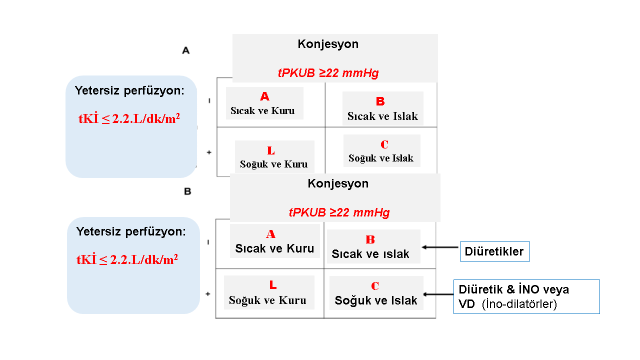 A
Konjesyon
tPKUB ≥22 mmHg
Yetersiz perfüzyon:
tKİ ≤ 2.2.L/dk/m²
-
A
Sıcak ve Kuru
B
Sıcak ve Islak
+
L
Soğuk ve Kuru
C
Soğuk ve Islak
B
Konjesyon
tPKUB ≥22 mmHg
Yetersiz perfüzyon:
tKİ ≤ 2.2.L/dk/m²
-
A
Sıcak ve Kuru
B
Sıcak ve ıslak
Diüretikler
+
L
Soğuk ve Kuru
C
Soğuk ve Islak
Diüretik & İNO veya
VD (İno-dilatörler)